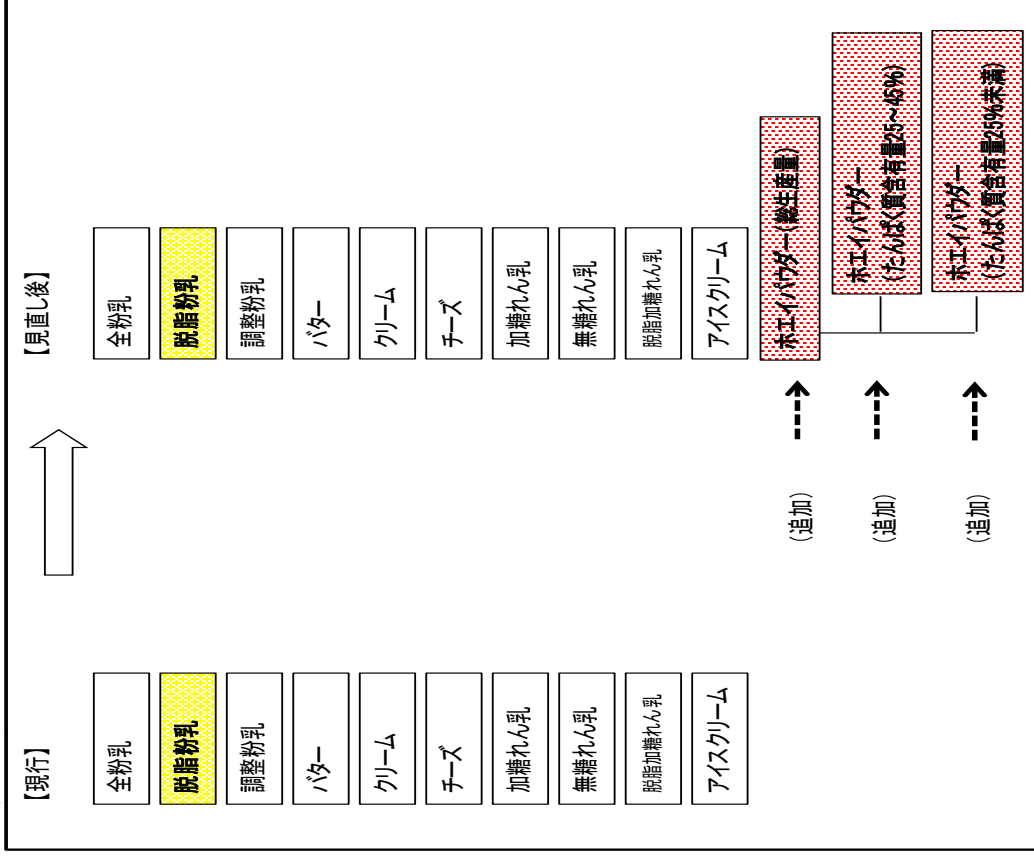 【現行】
全粉乳
脱脂粉乳
調整粉乳
バター
クリーム
チーズ
加糖れん乳
無糖れん乳
脱脂加糖れん乳
アイスクリーム
【見直し後】
全粉乳
脱脂粉乳
調整粉乳
バター
クリーム
チーズ
加糖れん乳
無糖れん乳
脱脂加糖れん乳
アイスクリーム
(追加)
ホエイパウダー(総生産量)
(追加)
ホエイパウダー
(たんぱく質含有量25~45%)
(追加)
ホエイパウダー
(たんぱく質含有量25%未満)